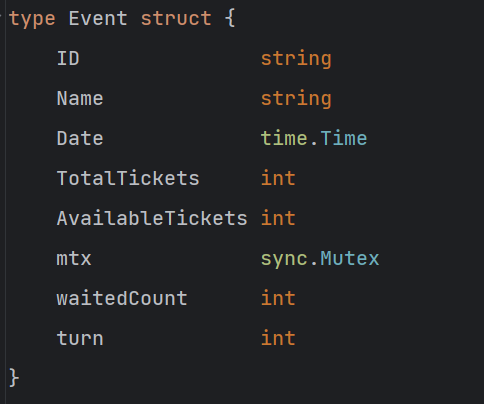 type Event struct {
    ID               string
    Name             string
    Date             time.Time
    TotalTickets     int
    AvailableTickets int
    mtx              sync.Mutex
    waitedCount      int
    turn             int
}